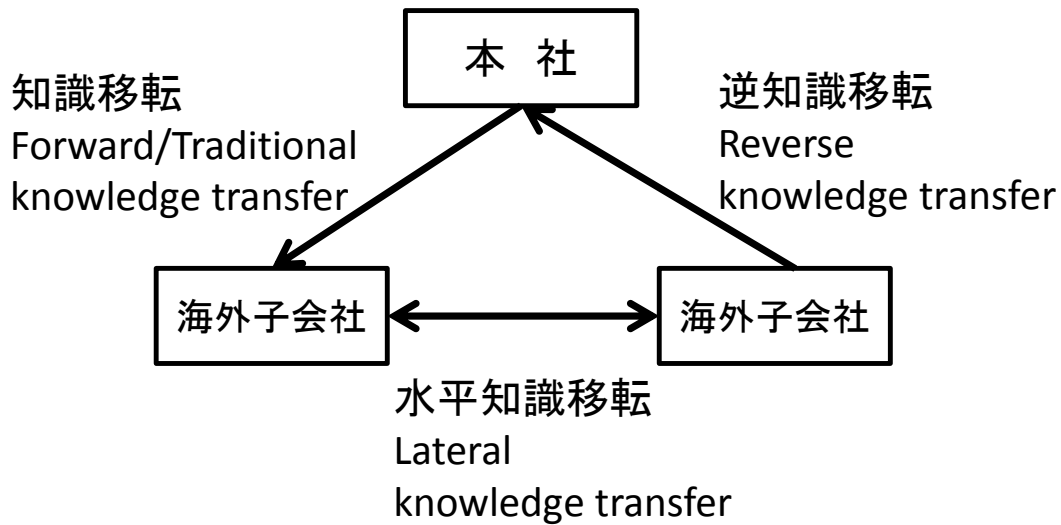 本 社
知識移転
Forward/Traditional
knowledge transfer
逆知識移転
Reverse
knowledge transfer
海外子会社
海外子会社
水平知識移転
Lateral
knowledge transfer